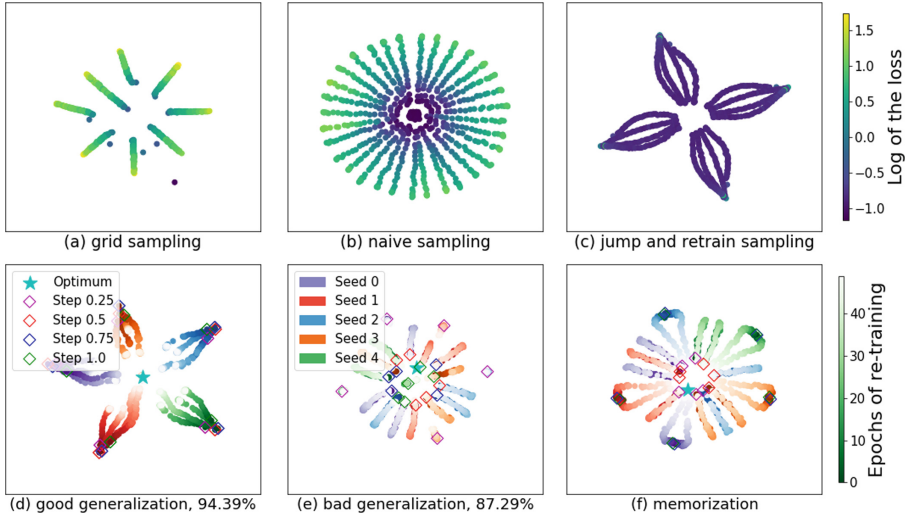 1.5
1.0
0.5
0.0
−0.5
−1.0
Log of the loss
(a) grid sampling
(b) naive sampling
(c) jump and retrain sampling
Optimum
Step 0.25
Step 0.5
Step 0.75
Step 1.0
Seed 0
Seed 1
Seed 2
Seed 3
Seed 4
40
30
20
10
0
Epochs of re-training
(d) good generalization, 94.39%
(e) bad generalization, 87.29%
(f) memorization